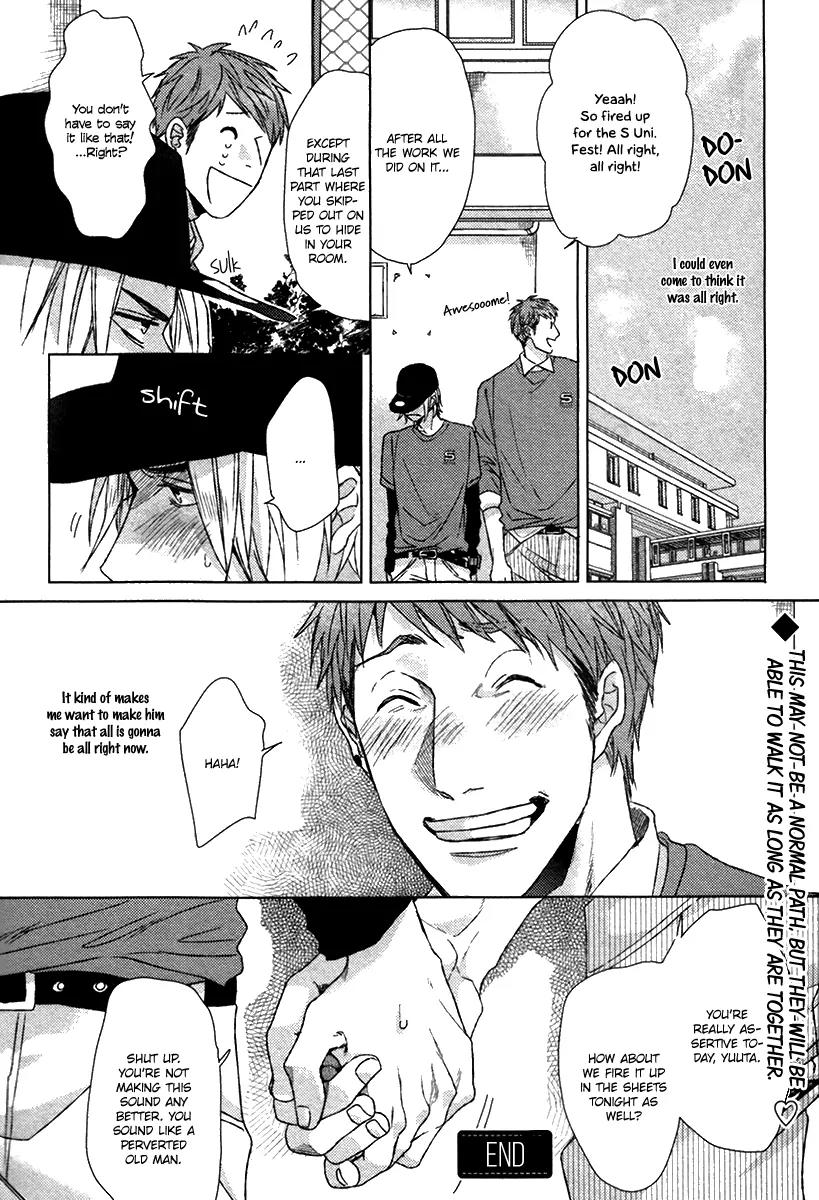 DO-
DON
I could even
come to think it
was all right.
DON
Yeaah!
So fired up
for the S Uni.
Fest! All right,
all right!
AFTER ALL
THE WORK WE
DID ON IT...
Awesooome!
S
S
EXCEPT
DURING
THAT LAST
PART WHERE
YOU SKIP-
PED OUT ON
US TO HIDE
IN YOUR
ROOM.
You don't
have to say
it like that!
...Right?
SULK
shift
...
HAHA!
It kind of makes
me want to make him
say that all is gonna
be all right now.
THIS MAY NOT BE A NORMAL PATH, BUT THEY WILL BE
ABLE TO WALK IT AS LONG AS THEY ARE TOGETHER.
YOU'RE
REALLY AS-
SERTIVE TO-
DAY, YUUTA.
HOW ABOUT
WE FIRE IT UP
IN THE SHEETS
TONIGHT AS
WELL?
SHUT UP.
YOU'RE NOT
MAKING THIS
SOUND ANY
BETTER. YOU
SOUND LIKE A
PERVERTED
OLD MAN.
END